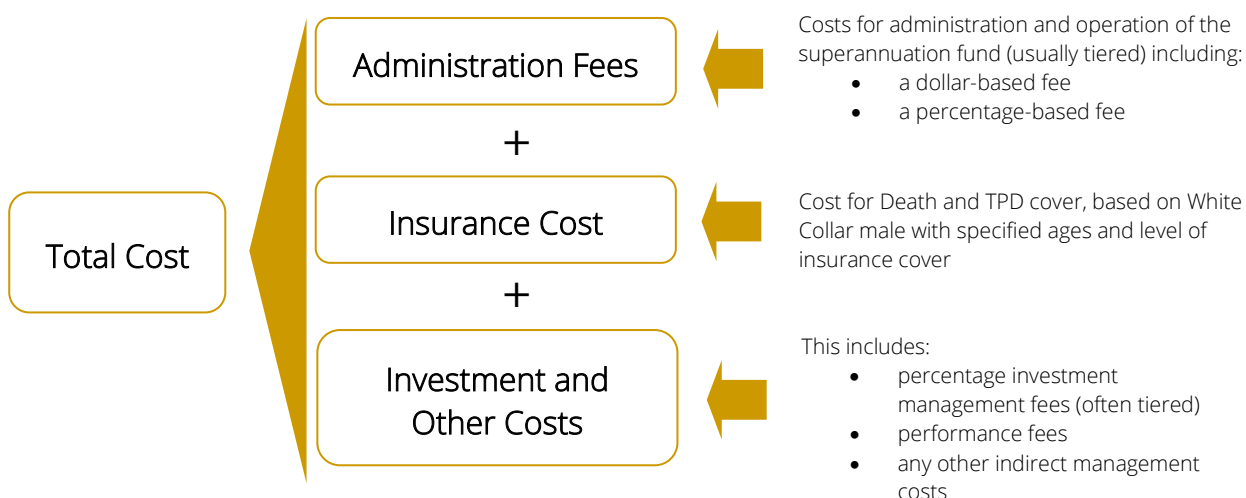 Total Cost
Administration Fees
+
Insurance Cost
+
Investment and
Other Costs
Costs for administration and operation of the
superannuation fund (usually tiered) including:
• a dollar-based fee
• a percentage-based fee
Cost for Death and TPD cover, based on White
Collar male with specified ages and level of
insurance cover
This includes:
• percentage investment
management fees (often tiered)
• performance fees
• any other indirect management
costs